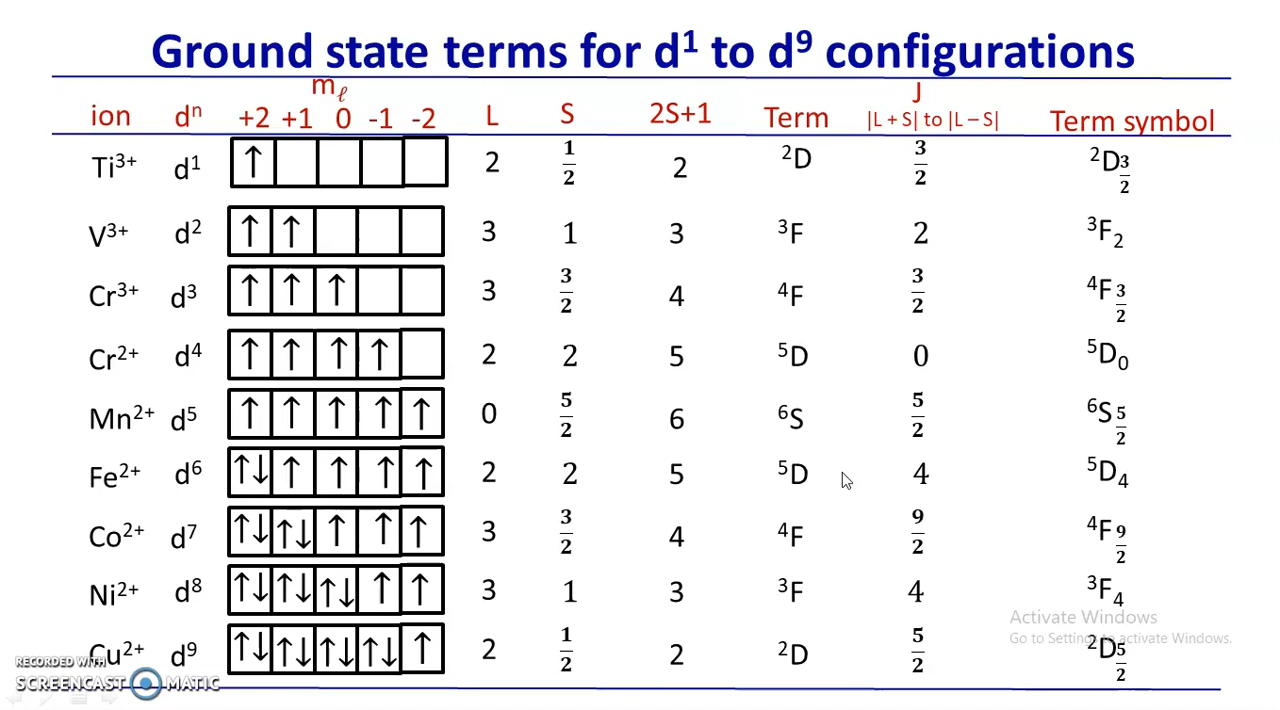 Ground state terms for d¹ to d⁹ configurations
mℓ J
ion dⁿ +2 +1 0 -1 -2 L S 2S+1 Term |L + S| to |L – S| Term symbol
Ti³⁺ d¹ ↑ 2 1/2 2 ²D 3/2 ²D3/2
V³⁺ d² ↑ ↑ 3 1 3 ³F 2 ³F₂
Cr³⁺ d³ ↑ ↑ ↑ 3 3/2 4 ⁴F 3/2 ⁴F3/2
Cr²⁺ d⁴ ↑ ↑ ↑ ↑ 2 2 5 ⁵D 0 ⁵D₀
Mn²⁺ d⁵ ↑ ↑ ↑ ↑ ↑ 0 5/2 6 ⁶S 5/2 ⁶S5/2
Fe²⁺ d⁶ ↑↓ ↑ ↑ ↑ ↑ 2 2 5 ⁵D 4 ⁵D₄
Co²⁺ d⁷ ↑↓ ↑↓ ↑ ↑ ↑ 3 3/2 4 ⁴F 9/2 ⁴F9/2
Ni²⁺ d⁸ ↑↓ ↑↓ ↑↓ ↑ ↑ 3 1 3 ³F 4 ³F₄
Cu²⁺ d⁹ ↑↓ ↑↓ ↑↓ ↑↓ ↑ 2 1/2 2 ²D 5/2 ²D5/2
Activate Windows
Go to Settings to activate Windows.
RECORDED WITH
SCREENCAST MATIC